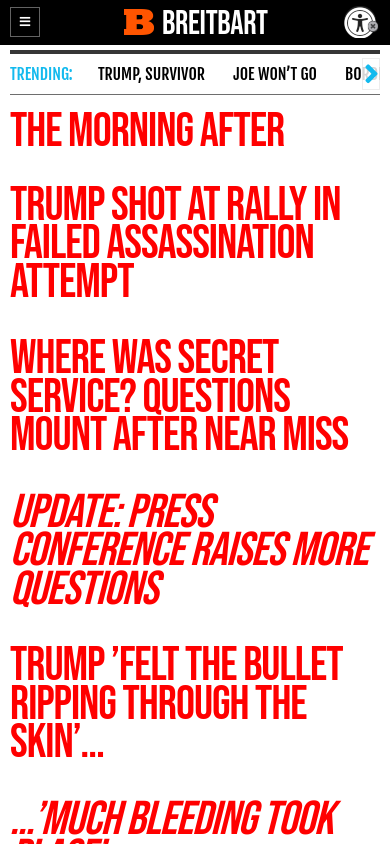 BREITBART
TRENDING: TRUMP, SURVIVOR JOE WON'T GO BO
THE MORNING AFTER
TRUMP SHOT AT RALLY IN
FAILED ASSASSINATION
ATTEMPT
WHERE WAS SECRET
SERVICE? QUESTIONS
MOUNT AFTER NEAR MISS
UPDATE: PRESS
CONFERENCE RAISES MORE
QUESTIONS
TRUMP ’FELT THE BULLET
RIPPING THROUGH THE
SKIN’...
...’MUCH BLEEDING TOOK